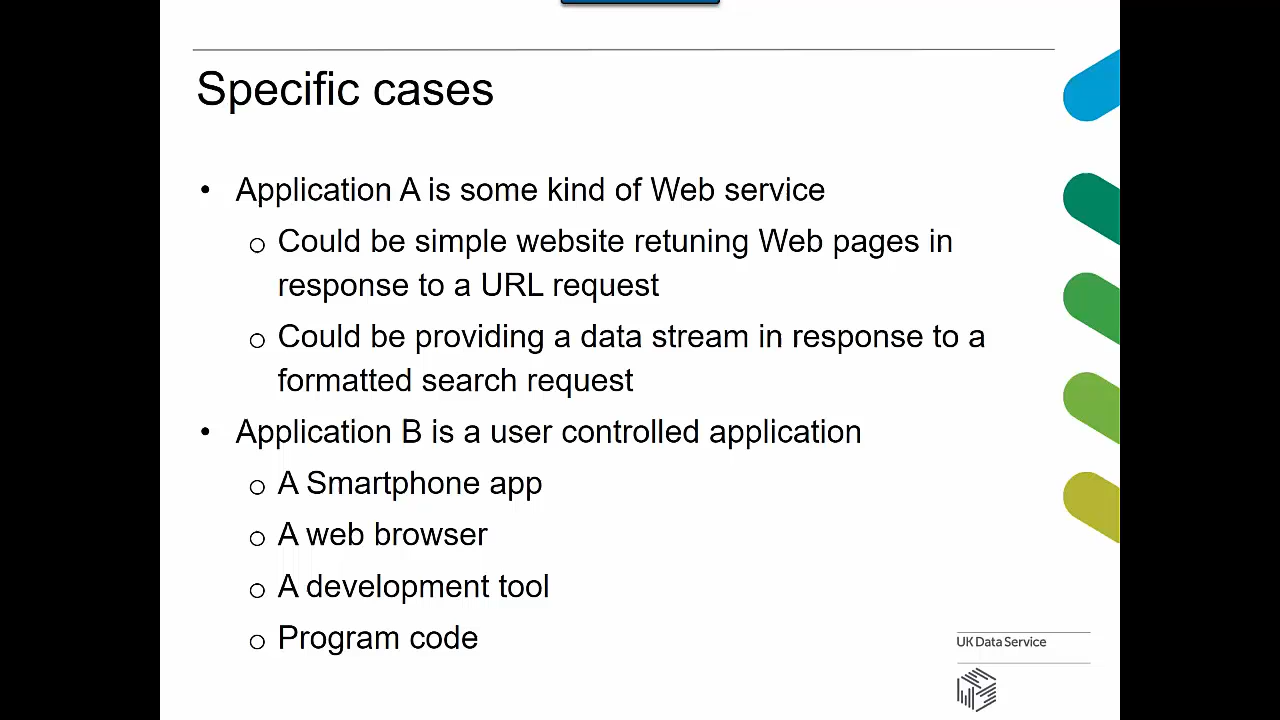 Specific cases
• Application A is some kind of Web service
o Could be simple website retuning Web pages in
response to a URL request
o Could be providing a data stream in response to a
formatted search request
• Application B is a user controlled application
o A Smartphone app
o A web browser
o A development tool
o Program code
UK Data Service